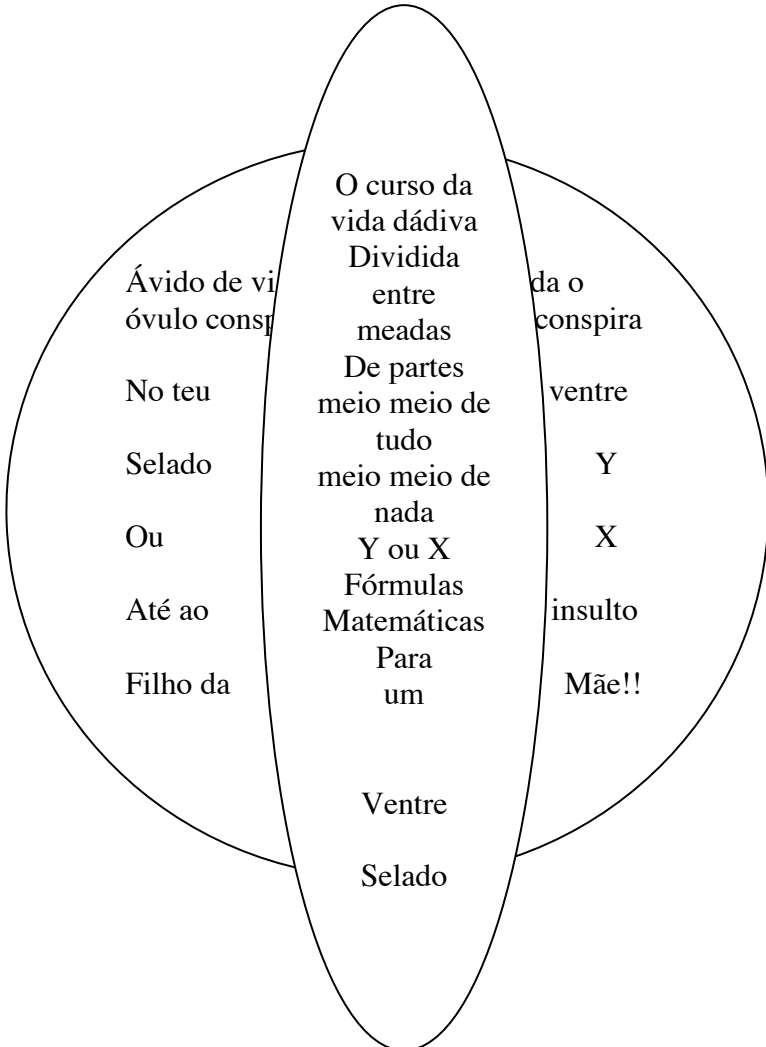 O curso da
vida dádiva
Dividida
entre
meadas
De partes
meio meio de
tudo
meio meio de
nada
Y ou X
Fórmulas
Matemáticas
Para
um
Ventre
Selado
Ávido de vi da o
óvulo consp conspira
No teu ventre
Selado Y
Ou X
Até ao insulto
Filho da Mãe!!